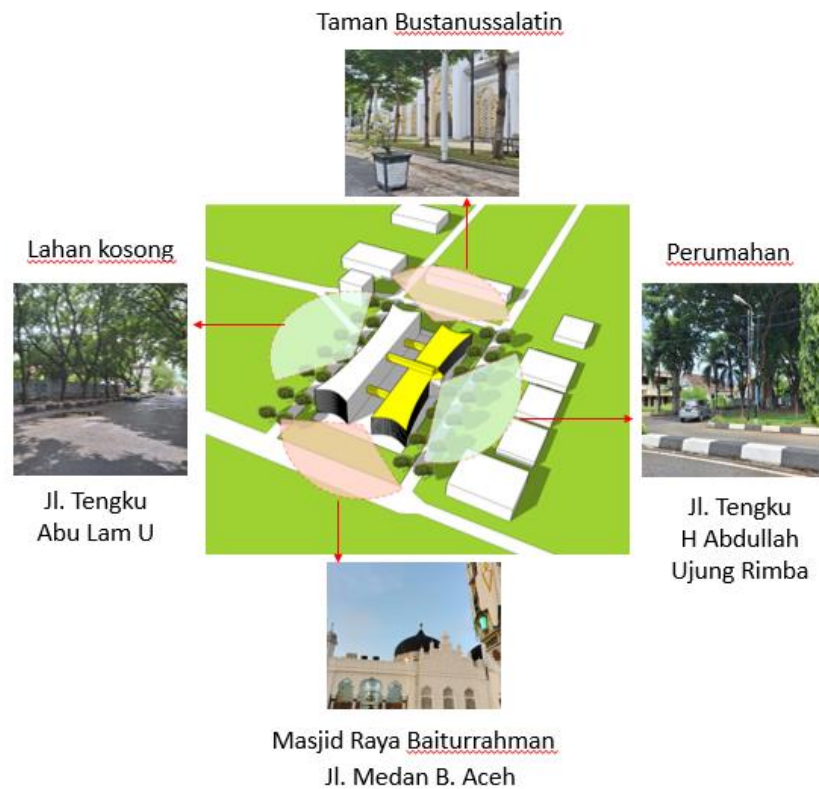 Taman Bustanussalatin
Lahan kosong
Perumahan
Jl. Tengku
Abu Lam U
Jl. Tengku
H Abdullah
Ujung Rimba
Masjid Raya Baiturrahman
Jl. Medan B. Aceh